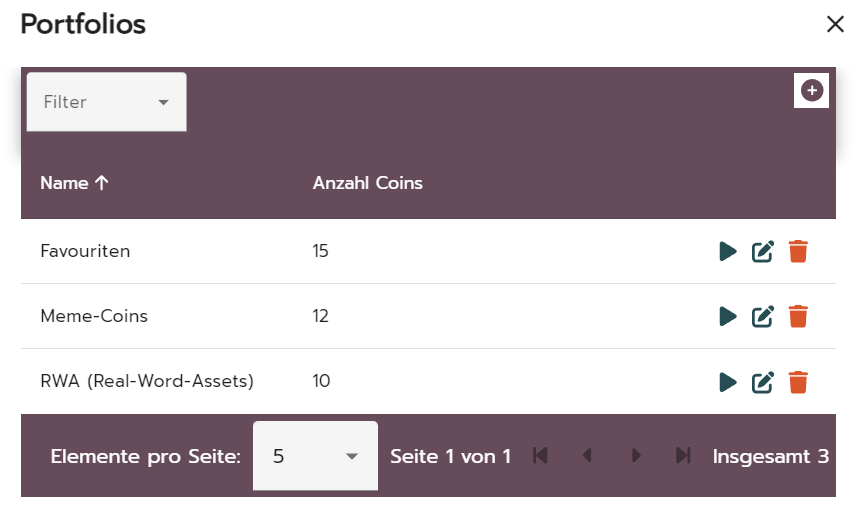 Portfolios
Filter
Name Anzahl Coins
Favouriten 15
Meme-Coins 12
RWA (Real-Word-Assets) 10
Elemente pro Seite: 5 Seite 1 von 1 Insgesamt 3